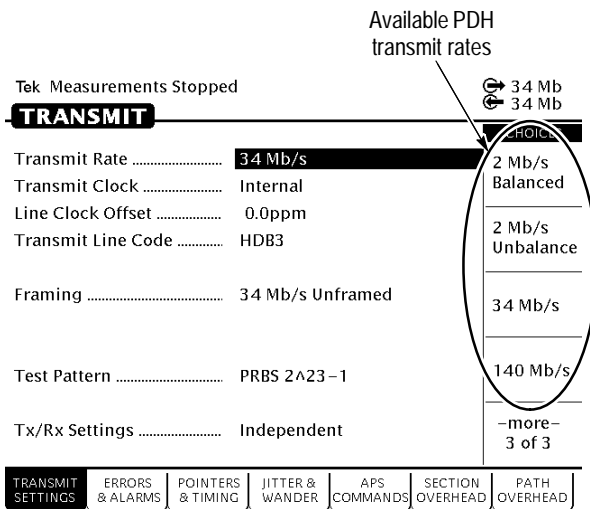 Available PDH
transmit rates
Tek Measurements Stopped
34 Mb
34 Mb
TRANSMIT
CHOICES
Transmit Rate ....................... 34 Mb/s
Transmit Clock ..................... Internal
Line Clock Offset .................. 0.0ppm
Transmit Line Code ............ HDB3
Framing ................................... 34 Mb/s Unframed
Test Pattern ........................... PRBS 2^23-1
Tx/Rx Settings ..................... Independent
2 Mb/s
Balanced
2 Mb/s
Unbalance
34 Mb/s
140 Mb/s
-more-
3 of 3
TRANSMIT
SETTINGS
ERRORS
& ALARMS
POINTERS
& TIMING
JITTER &
WANDER
APS
COMMANDS
SECTION
OVERHEAD
PATH
OVERHEAD